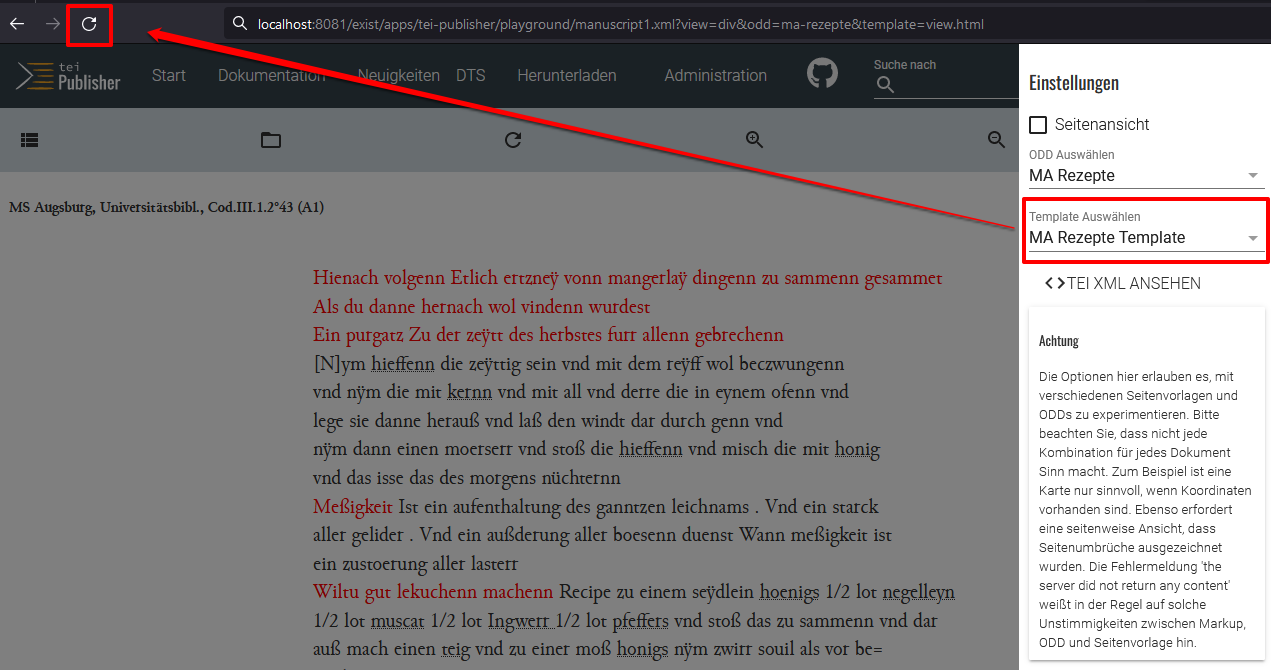 localhost:8081/exist/apps/tei-publisher/playground/manuscript1.xml?view=div&odd=ma-rezepte&template=view.html
tei
Publisher
Start Dokumentation Neuigkeiten DTS Herunterladen Administration
Suche nach
MS Augsburg, Universitätsbibl., Cod.III.1.2°43 (A1)
Hienach volgenn Etlich ertzneÿ vonn mangerlaÿ dingenn zu sammenn gesammet
Als du danne hernach wol vindenn wurdest
Ein purgatz Zu der zeÿtt des herbstes furr allenn gebrechenn
[N]ym hieffenn die zeÿttig sein vnd mit dem reÿff wol beczwungenn
vnd nÿm die mit kernn vnd mit all vnd derre die in eynem ofenn vnd
lege sie danne herauß vnd laß den windt dar durch genn vnd
nÿm dann einen moerserr vnd stoß die hieffenn vnd misch die mit honig
vnd das isse das des morgens nüchternn
Meßigkeit Ist ein aufenthaltung des ganntzen leichnams . Vnd ein starck
aller gelider . Vnd ein außderung aller boesenn duenst Wann meßigkeit ist
ein zustoerung aller lasterr
Wiltu gut lekuchenn machenn Recipe zu einem seÿdlein hoenigs 1/2 lot negelleyn
1/2 lot muscat 1/2 lot Ingwerr 1/2 lot pfeffers vnd stoß das zu sammenn vnd dar
auß mach einen teig vnd zu einer moß honigs nÿm zwirr souil als vor be=
Einstellungen
Seitenansicht
ODD Auswählen
MA Rezepte
Template Auswählen
MA Rezepte Template
TEI XML ANSEHEN
Achtung
Die Optionen hier erlauben es, mit
verschiedenen Seitenvorlagen und
ODDs zu experimentieren. Bitte
beachten Sie, dass nicht jede
Kombination für jedes Dokument
Sinn macht. Zum Beispiel ist eine
Karte nur sinnvoll, wenn Koordinaten
vorhanden sind. Ebenso erfordert
eine seitenweise Ansicht, dass
Seitenumbrüche ausgezeichnet
wurden. Die Fehlermeldung 'the
server did not return any content'
weißt in der Regel auf solche
Unstimmigkeiten zwischen Markup,
ODD und Seitenvorlage hin.